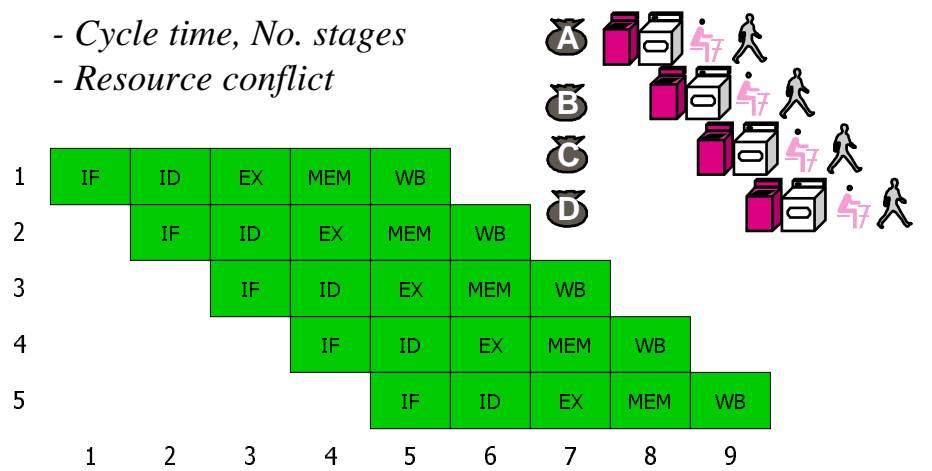 - Cycle time, No. stages
- Resource conflict
A
B
C
D
1 IF ID EX MEM WB
2 IF ID EX MEM WB
3 IF ID EX MEM WB
4 IF ID EX MEM WB
5 IF ID EX MEM WB
1 2 3 4 5 6 7 8 9